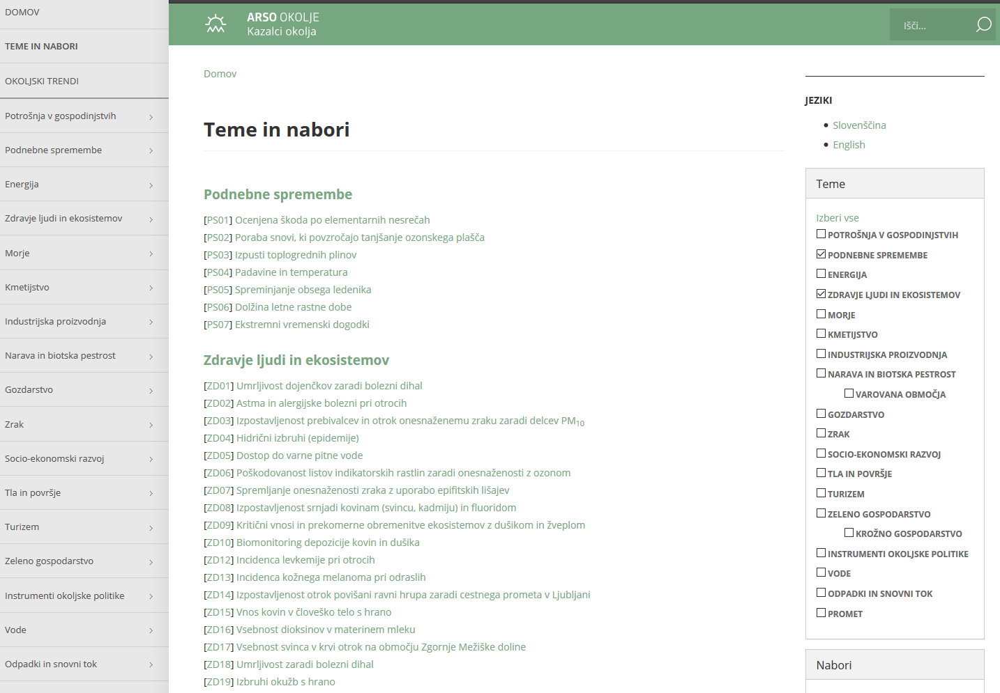 DOMOV
TEME IN NABORI
OKOLJSKI TRENDI
Potrošnja v gospodinjstvih
Podnebne spremembe
Energija
Zdravje ljudi in ekosistemov
Morje
Kmetijstvo
Industrijska proizvodnja
Narava in biotska pestrost
Gozdarstvo
Zrak
Socio-ekonomski razvoj
Tla in površje
Turizem
Zeleno gospodarstvo
Instrumenti okoljske politike
Vode
Odpadki in snovni tok
ARSO OKOLJE
Kazalci okolja
Išči...
Domov
Teme in nabori
Podnebne spremembe
[PS01] Ocenjena škoda po elementarnih nesrečah
[PS02] Poraba snovi, ki povzročajo tanjšanje ozonskega plašča
[PS03] Izpusti toplogrednih plinov
[PS04] Padavine in temperatura
[PS05] Spreminjanje obsega ledenika
[PS06] Dolžina letne rastne dobe
[PS07] Ekstremni vremenski dogodki
Zdravje ljudi in ekosistemov
[ZD01] Umrljivost dojenčkov zaradi bolezni dihal
[ZD02] Astma in alergijske bolezni pri otrocih
[ZD03] Izpostavljenost prebivalcev in otrok onesnaženemu zraku zaradi delcev PM10
[ZD04] Hidrični izbruhi (epidemije)
[ZD05] Dostop do varne pitne vode
[ZD06] Poškodovanost listov indikatorskih rastlin zaradi onesnaženosti z ozonom
[ZD07] Spremljanje onesnaženosti zraka z uporabo epifitskih lišajev
[ZD08] Izpostavljenost srnjadi kovinam (svincu, kadmiju) in fluoridom
[ZD09] Kritični vnosi in prekomerne obremenitve ekosistemov z dušikom in žveplom
[ZD10] Biomonitoring depozicije kovin in dušika
[ZD12] Incidenca levkemije pri otrocih
[ZD13] Incidenca kožnega melanoma pri odraslih
[ZD14] Izpostavljenost otrok povišani ravni hrupa zaradi cestnega prometa v Ljubljani
[ZD15] Vnos kovin v človeško telo s hrano
[ZD16] Vsebnost dioksinov v materinem mleku
[ZD17] Vsebnost svinca v krvi otrok na območju Zgornje Mežiške doline
[ZD18] Umrljivost zaradi bolezni dihal
[ZD19] Izbruhi okužb s hrano
JEZIKI
Slovenščina
English
Teme
Izberi vse
POTROŠNJA V GOSPODINJSTVIH
PODNEBNE SPREMEMBE
ENERGIJA
ZDRAVJE LJUDI IN EKOSISTEMOV
MORJE
KMETIJSTVO
INDUSTRIJSKA PROIZVODNJA
NARAVA IN BIOTSKA PESTROST
VAROVANA OBMOČJA
GOZDARSTVO
ZRAK
SOCIO-EKONOMSKI RAZVOJ
TLA IN POVRŠJE
TURIZEM
ZELENO GOSPODARSTVO
KROŽNO GOSPODARSTVO
INSTRUMENTI OKOLJSKE POLITIKE
VODE
ODPADKI IN SNOVNI TOK
PROMET
Nabori